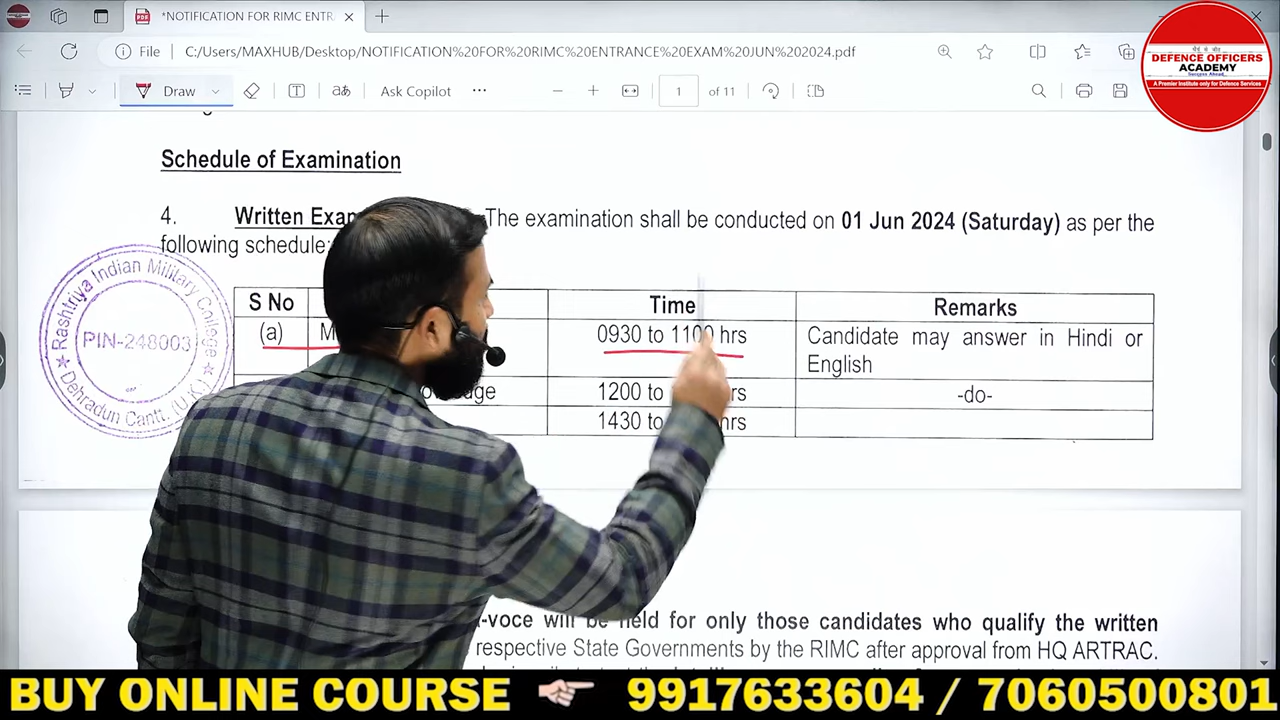 *NOTIFICATION FOR RIMC ENTR
File C:/Users/MAXHUB/Desktop/NOTIFICATION%20FOR%20RIMC%20ENTRANCE%20EXAM%20JUN%202024.pdf
Draw
Ask Copilot
1
DEFENCE OFFICERS
ACADEMY
Success Ahead..
A Premier Institute only for Defence Services
Schedule of Examination
4. Written The examination shall be conducted on 01 Jun 2024 (Saturday) as per the
following schedule:
Rashtriya Indian Military College
PIN-248003
Dehradun Cantt.
S No Time Remarks
(a) 0930 to 1100 hrs Candidate may answer in Hindi or
English
1200 to -do-
1430 to hrs
-voce will be held for only those candidates who qualify the written
respective State Governments by the RIMC after approval from HQ ARTRAC.
BUY ONLINE COURSE 9917633604 / 7060500801